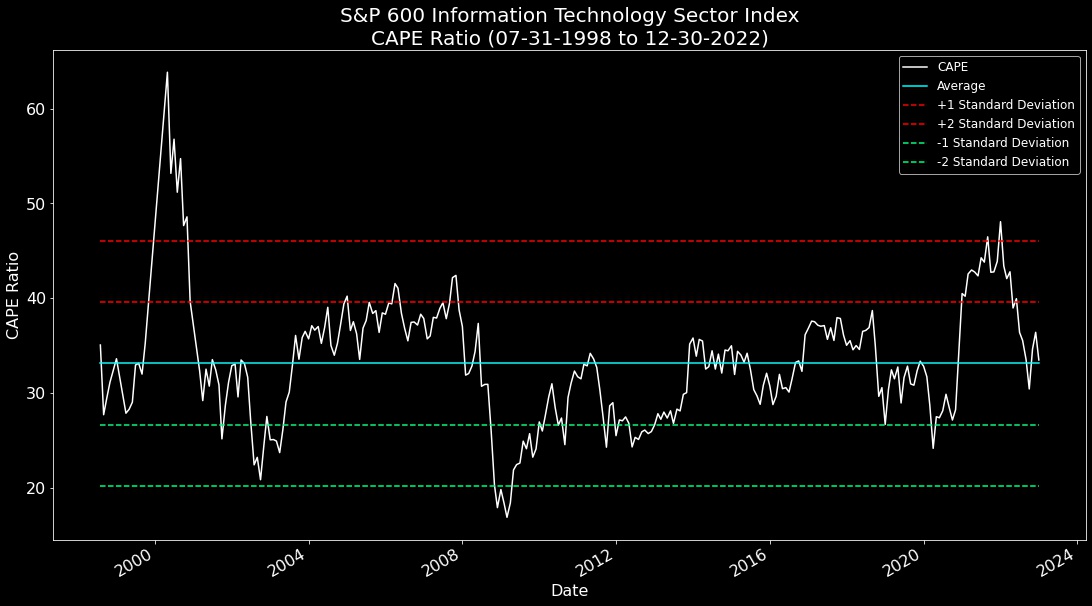 S&P 600 Information Technology Sector Index
CAPE Ratio (07-31-1998 to 12-30-2022)
CAPE
Average
+1 Standard Deviation
+2 Standard Deviation
-1 Standard Deviation
-2 Standard Deviation
CAPE Ratio
60
50
40
30
20
2000
2004
2008
2012
2016
2020
2024
Date